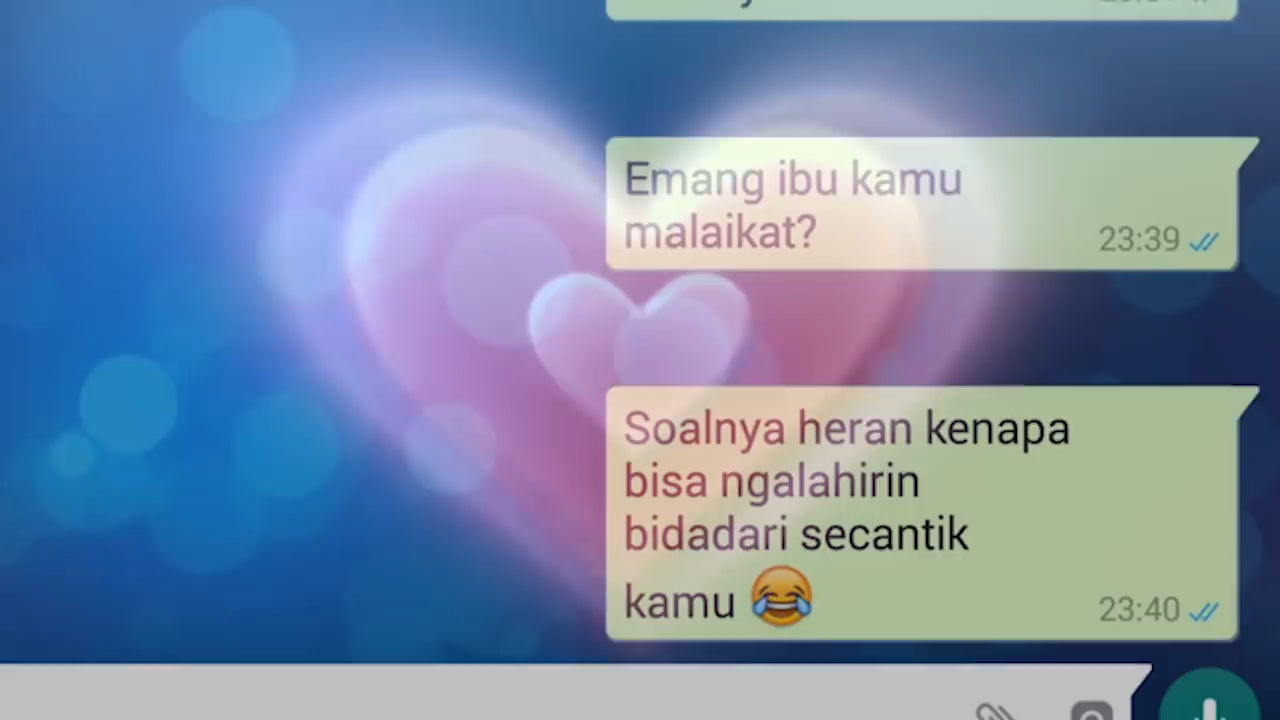 Emang ibu kamu
malaikat?
23:39
Soalnya heran kenapa
bisa ngalahirin
bidadari secantik
kamu 😂
23:40